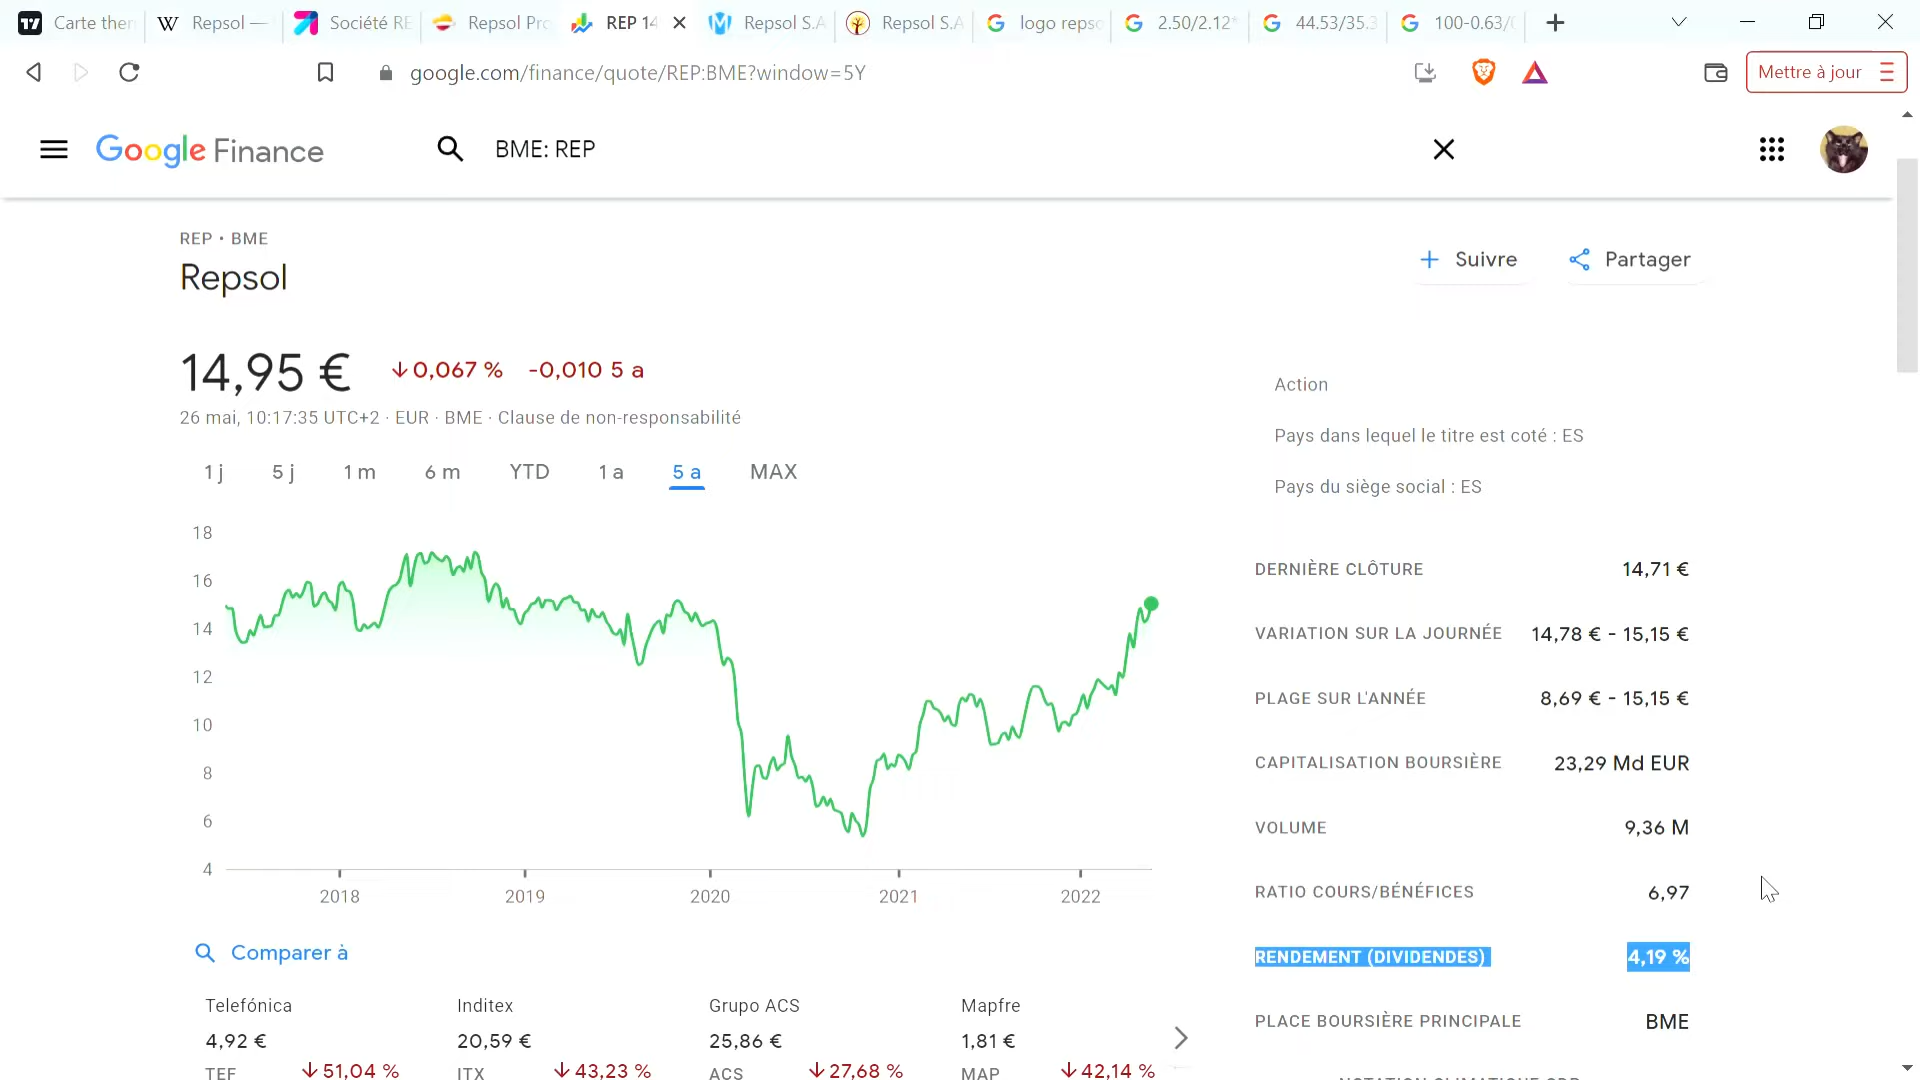 Carte ther
Repsol —
Société RE
Repsol Pro
REP 14
Repsol S.A
Repsol S.A
logo repso
2.50/2.12*
44.53/35.3
100-0.63/0
google.com/finance/quote/REP:BME?window=5Y
Mettre à jour
Google Finance
BME: REP
REP • BME
Repsol
Suivre
Partager
14,95 €
0,067 %
-0,010 5 a
26 mai, 10:17:35 UTC+2 · EUR · BME · Clause de non-responsabilité
1 j
5 j
1 m
6 m
YTD
1 a
5 a
MAX
18
16
14
12
10
8
6
4
2018
2019
2020
2021
2022
Action
Pays dans lequel le titre est coté : ES
Pays du siège social : ES
DERNIÈRE CLÔTURE 14,71 €
VARIATION SUR LA JOURNÉE 14,78 € - 15,15 €
PLAGE SUR L'ANNÉE 8,69 € - 15,15 €
CAPITALISATION BOURSIÈRE 23,29 Md EUR
VOLUME 9,36 M
RATIO COURS/BÉNÉFICES 6,97
RENDEMENT (DIVIDENDES) 4,19 %
PLACE BOURSIÈRE PRINCIPALE BME
Comparer à
Telefónica
4,92 €
TEF 51,04 %
Inditex
20,59 €
ITX 43,23 %
Grupo ACS
25,86 €
ACS 27,68 %
Mapfre
1,81 €
MAP 42,14 %